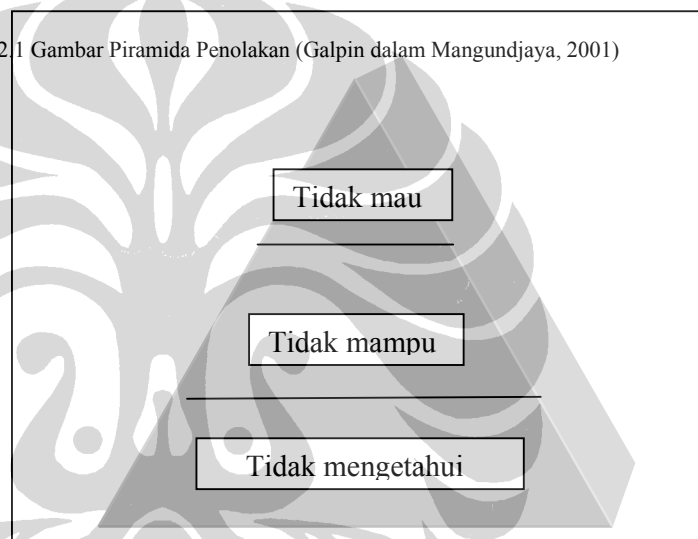 2.1 Gambar Piramida Penolakan (Galpin dalam Mangundjaya, 2001)
Tidak mau
Tidak mampu
Tidak mengetahui